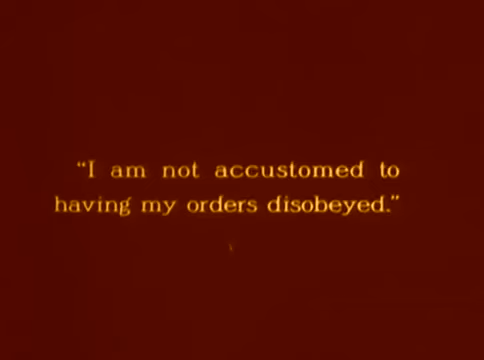 “I am not accustomed to
having my orders disobeyed.”